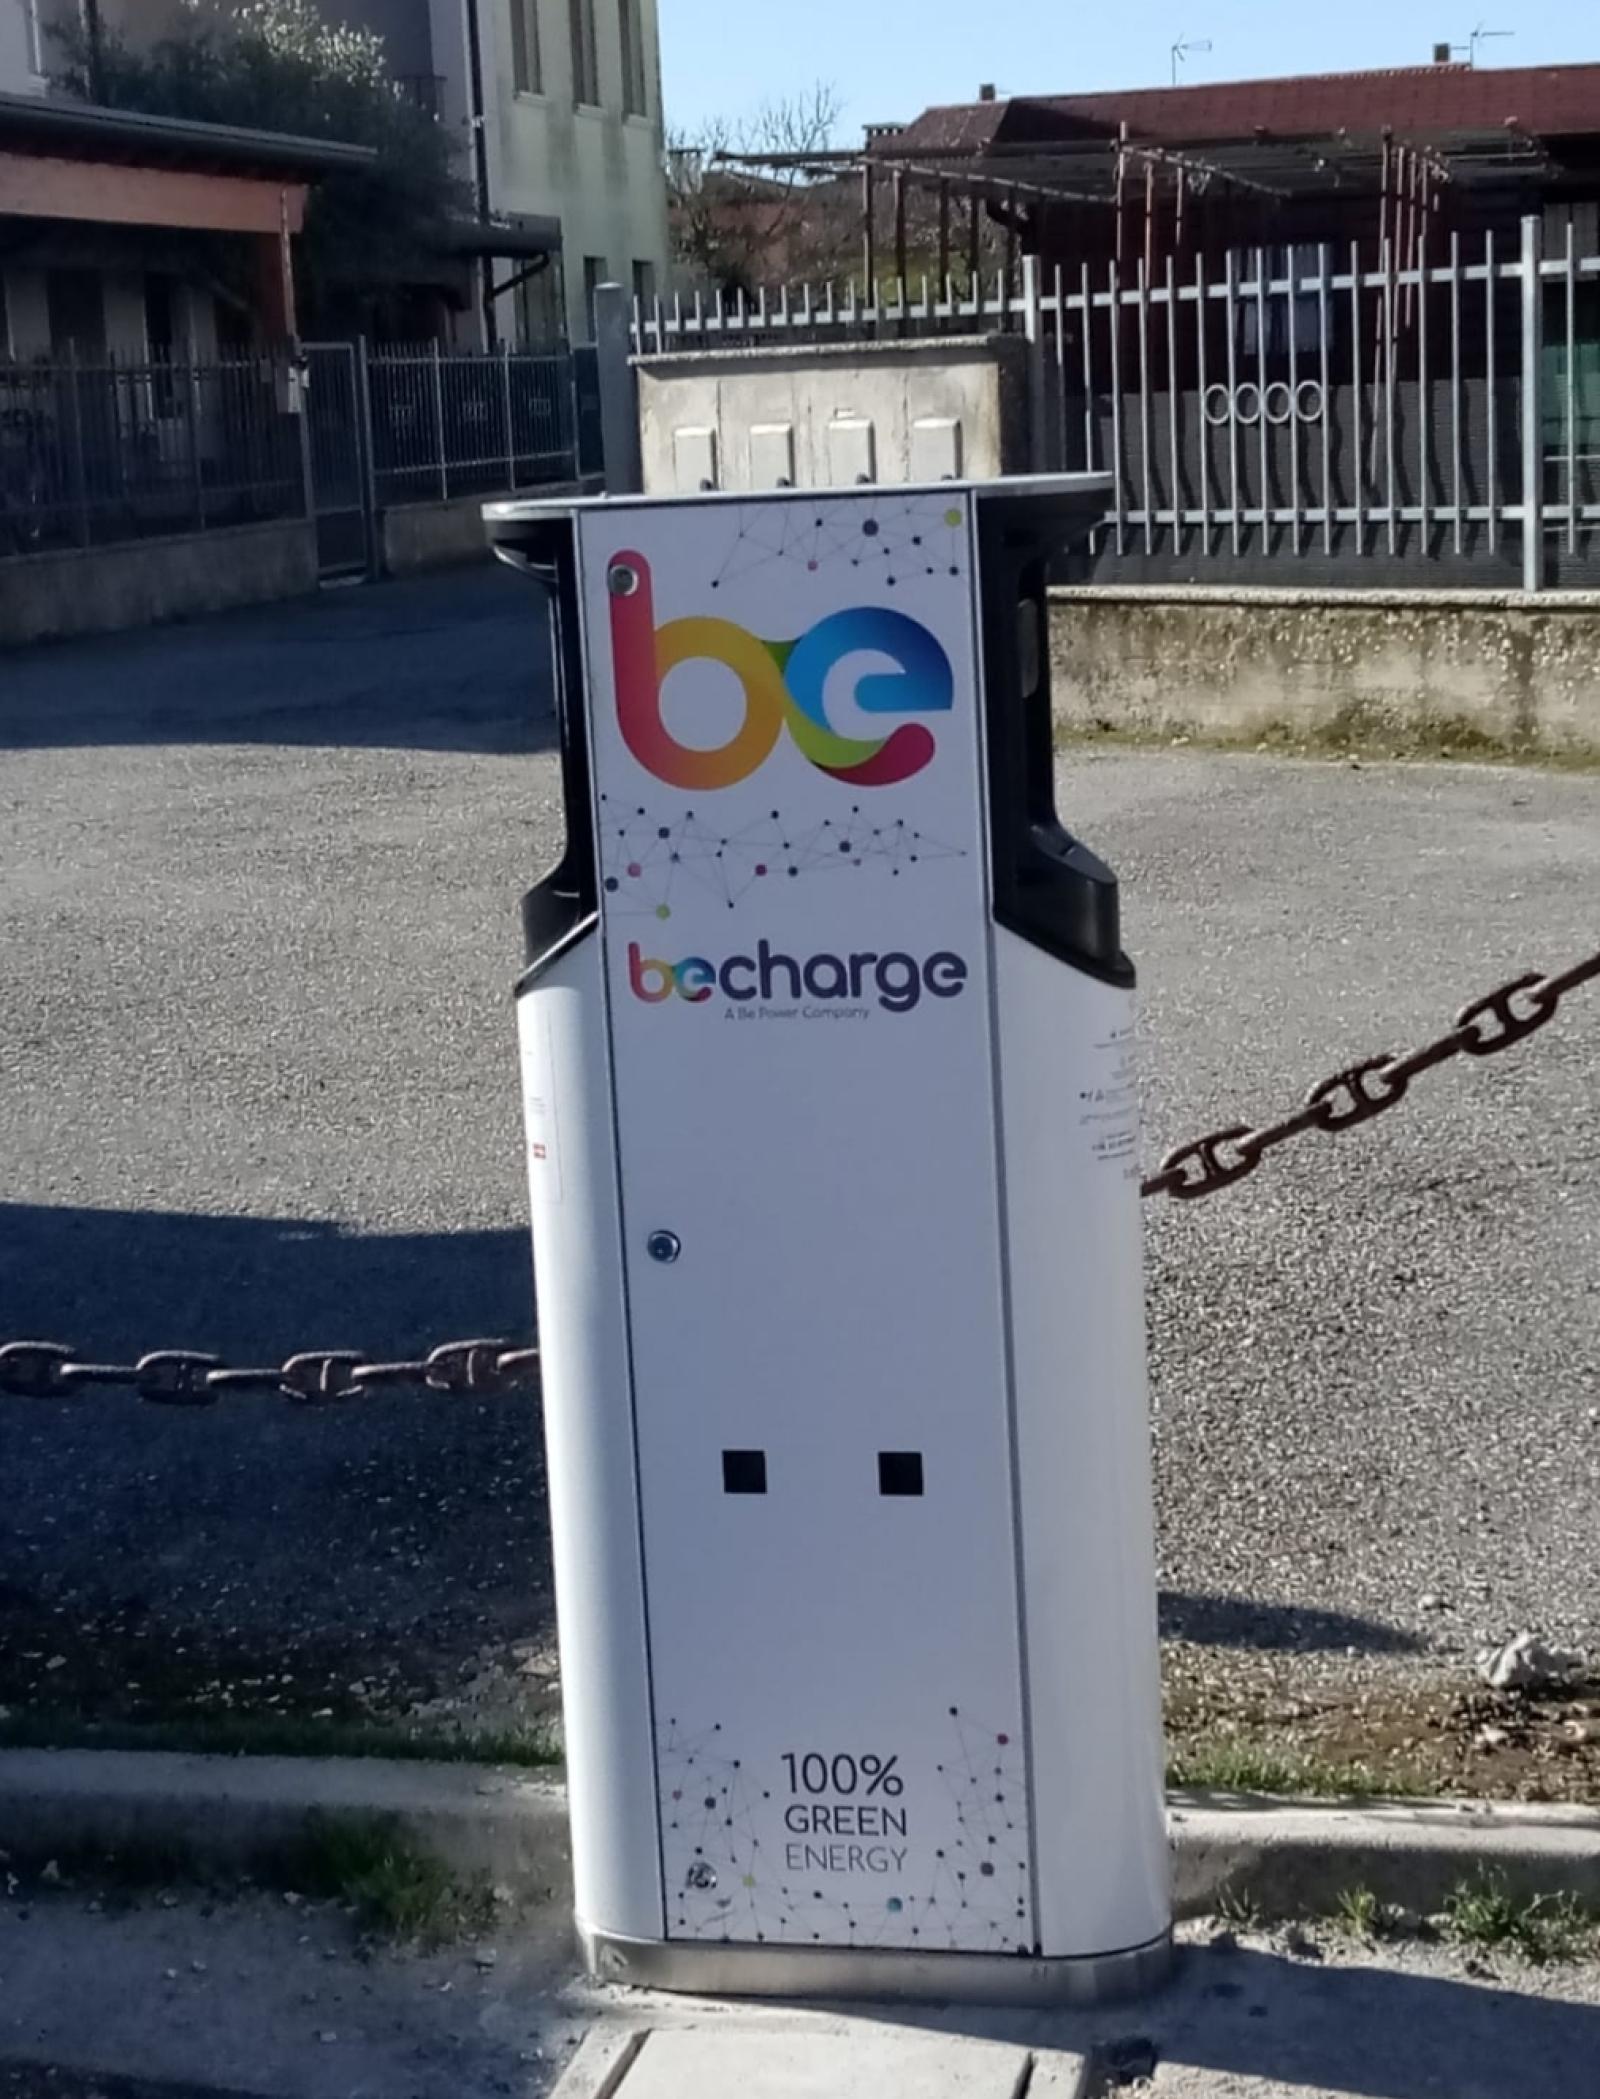 be
becharge
A Be Power Company
100%
GREEN
ENERGY